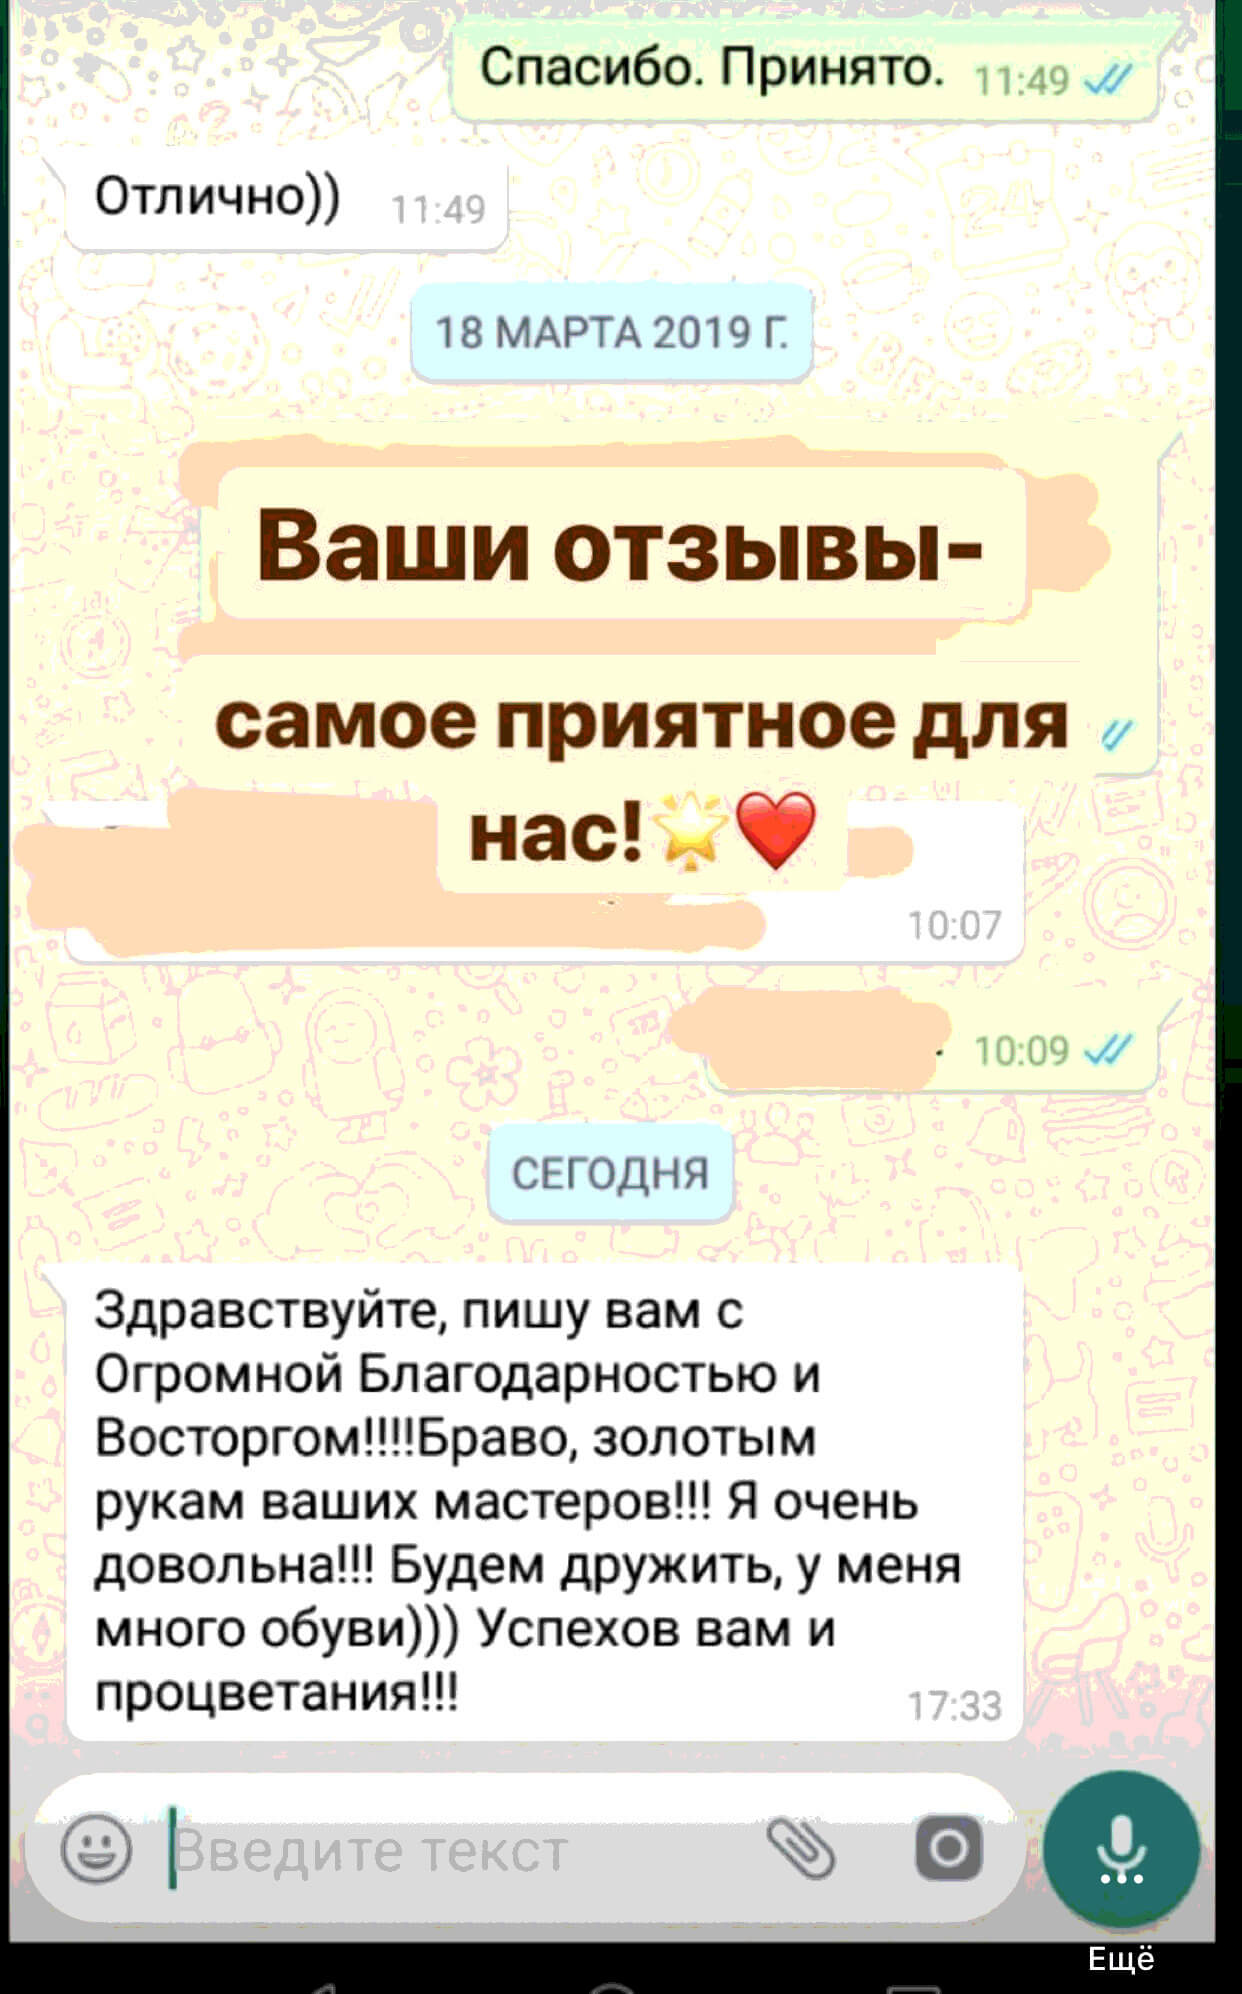 Спасибо. Принято. 11:49
Отлично)) 11:49
18 МАРТА 2019 Г.
Ваши отзывы-
самое приятное для
нас!🌟❤️
10:07
10:09
СЕГОДНЯ
Здравствуйте, пишу вам с
Огромной Благодарностью и
Восторгом!!!!Браво, золотым
рукам ваших мастеров!!! Я очень
довольна!!! Будем дружить, у меня
много обуви))) Успехов вам и
процветания!!!
17:33
Введите текст
Ещё